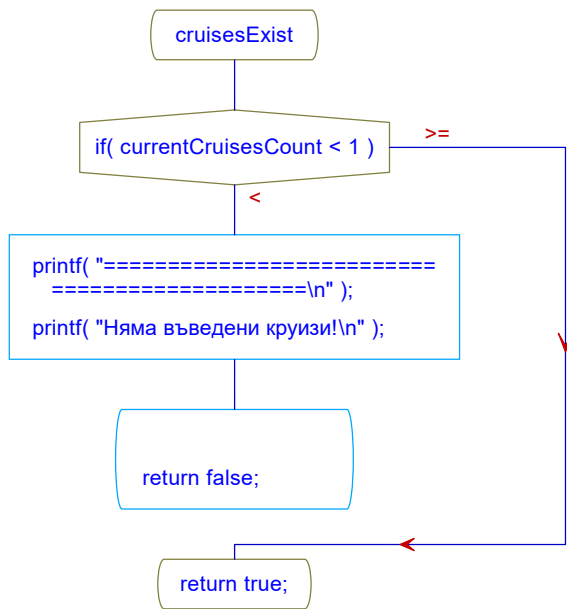 cruisesExist
if( currentCruisesCount < 1 )
>=
<
printf( "==========================
====================\n" );
printf( "Няма въведени круизи!\n" );
return false;
return true;